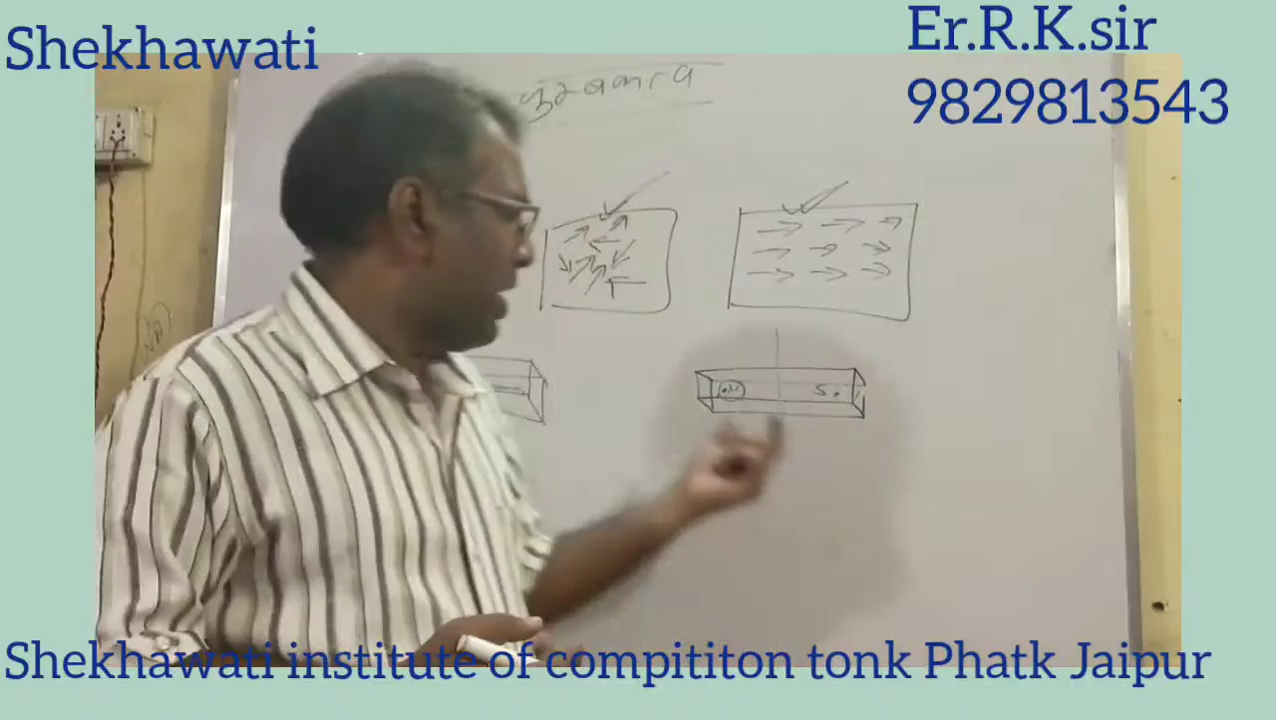 Shekhawati
Er.R.K.sir
9829813543
N
S
Shekhawati institute of compititon tonk Phatk Jaipur